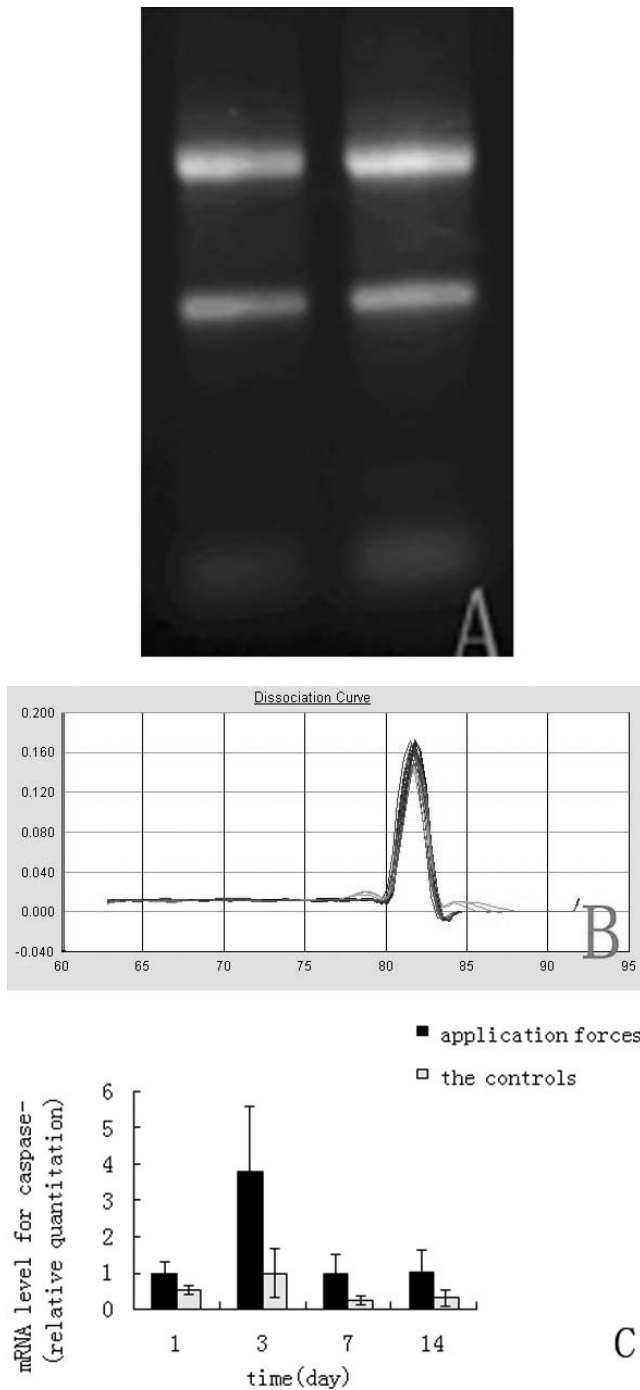 A
Dissociation Curve
0.200
0.160
0.120
0.080
0.040
0.000
-0.040
60 65 70 75 80 85 90 95
B
application forces
the controls
mRNA level for caspase-
(relative quantitation)
6
5
4
3
2
1
0
1 3 7 14
time(day)
C